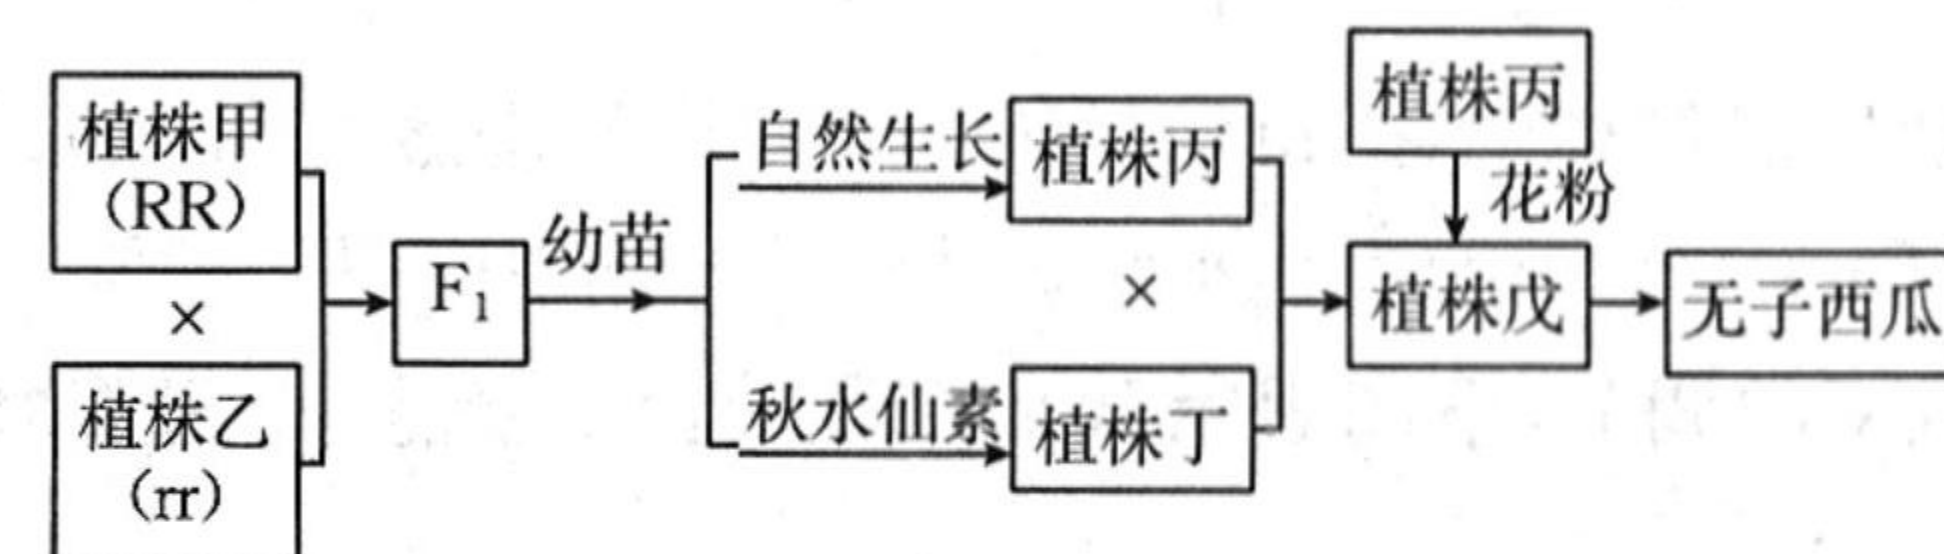 植株甲
(RR)
×
植株乙
(rr)
F₁
幼苗
自然生长
秋水仙素
植株丙
×
植株丁
植株丙
花粉
植株戊
无子西瓜